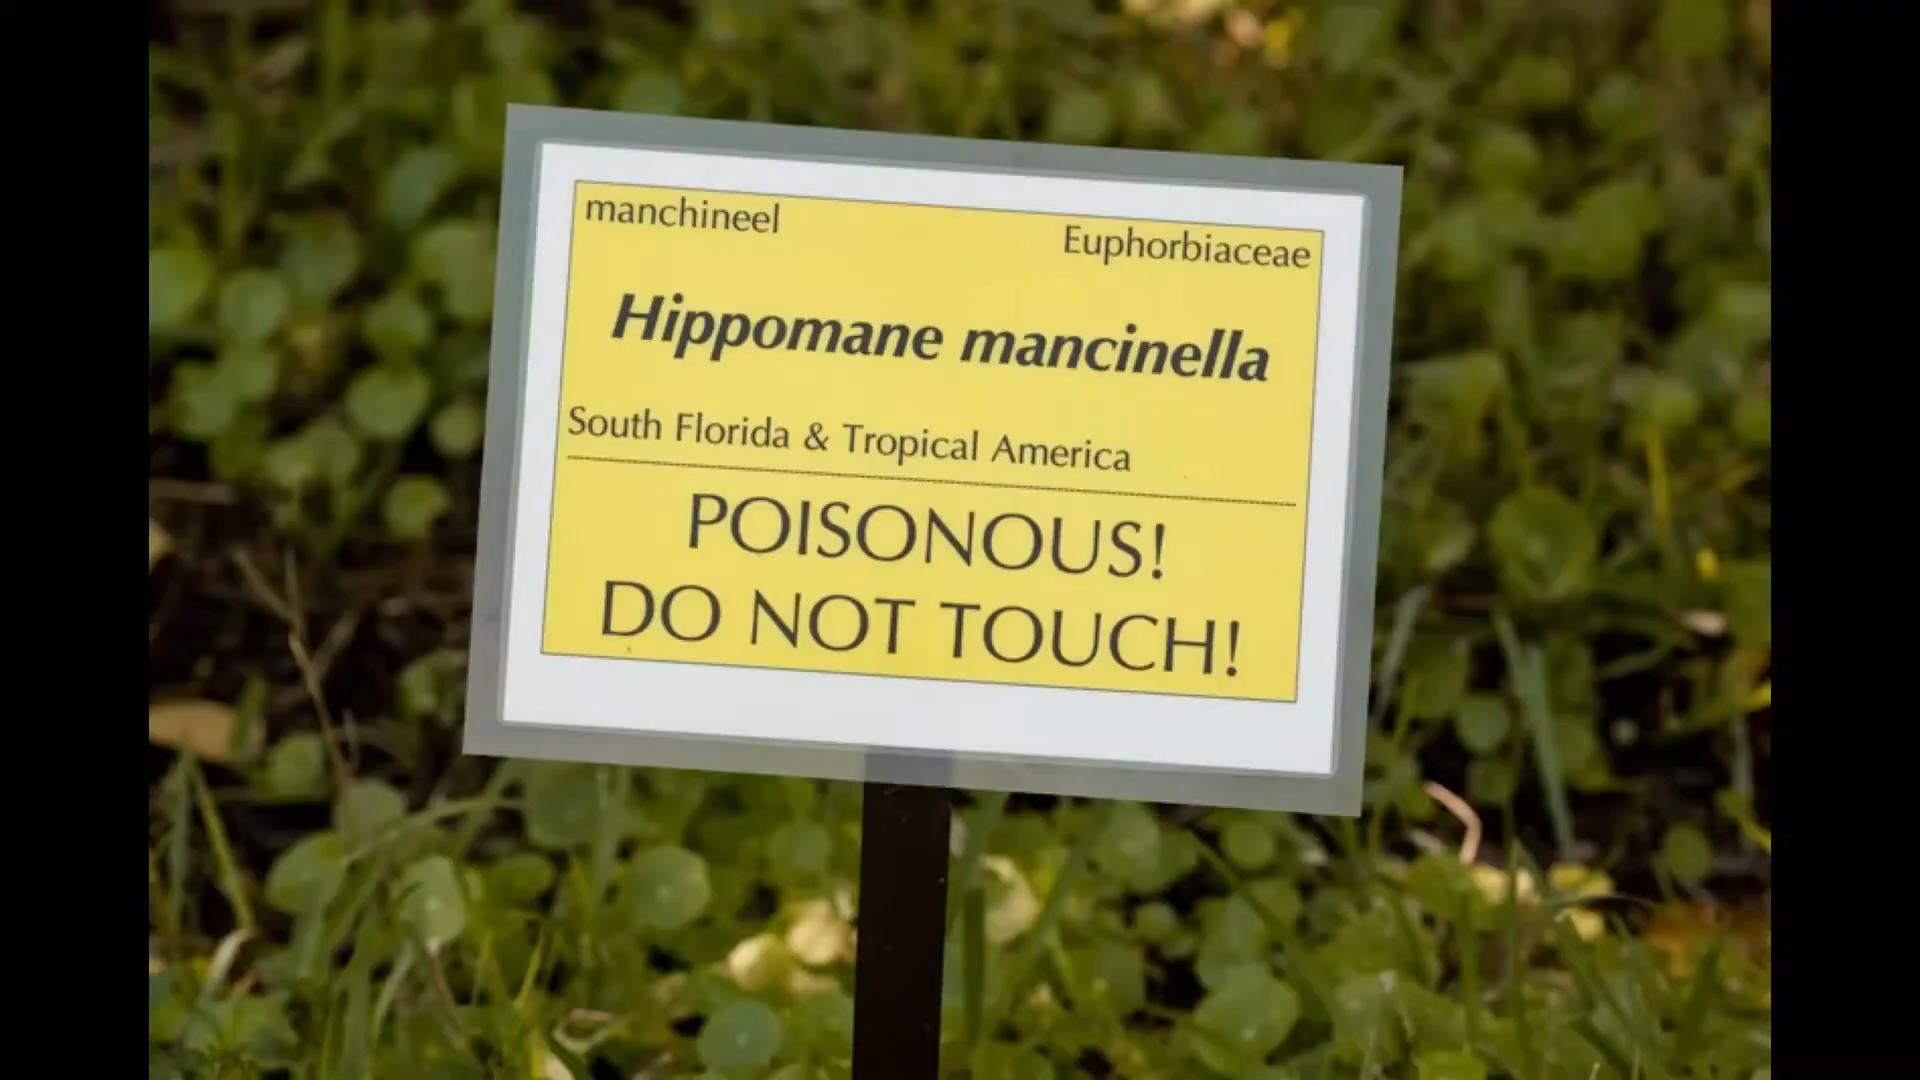 manchineel
Euphorbiaceae
Hippomane mancinella
South Florida & Tropical America
POISONOUS!
DO NOT TOUCH!